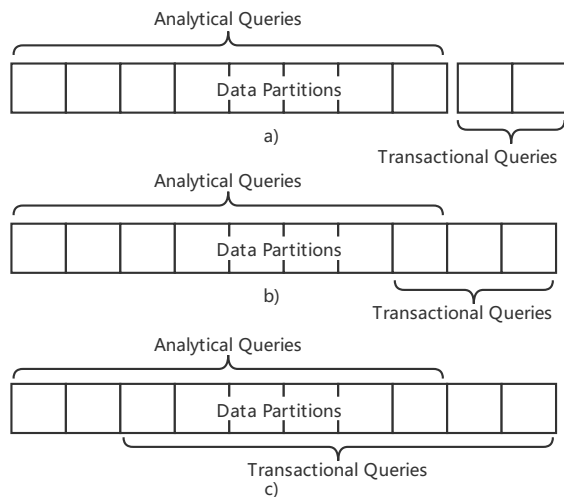 Analytical Queries
Data Partitions
a)
Transactional Queries
Analytical Queries
Data Partitions
b)
Transactional Queries
Analytical Queries
Data Partitions
Transactional Queries
c)